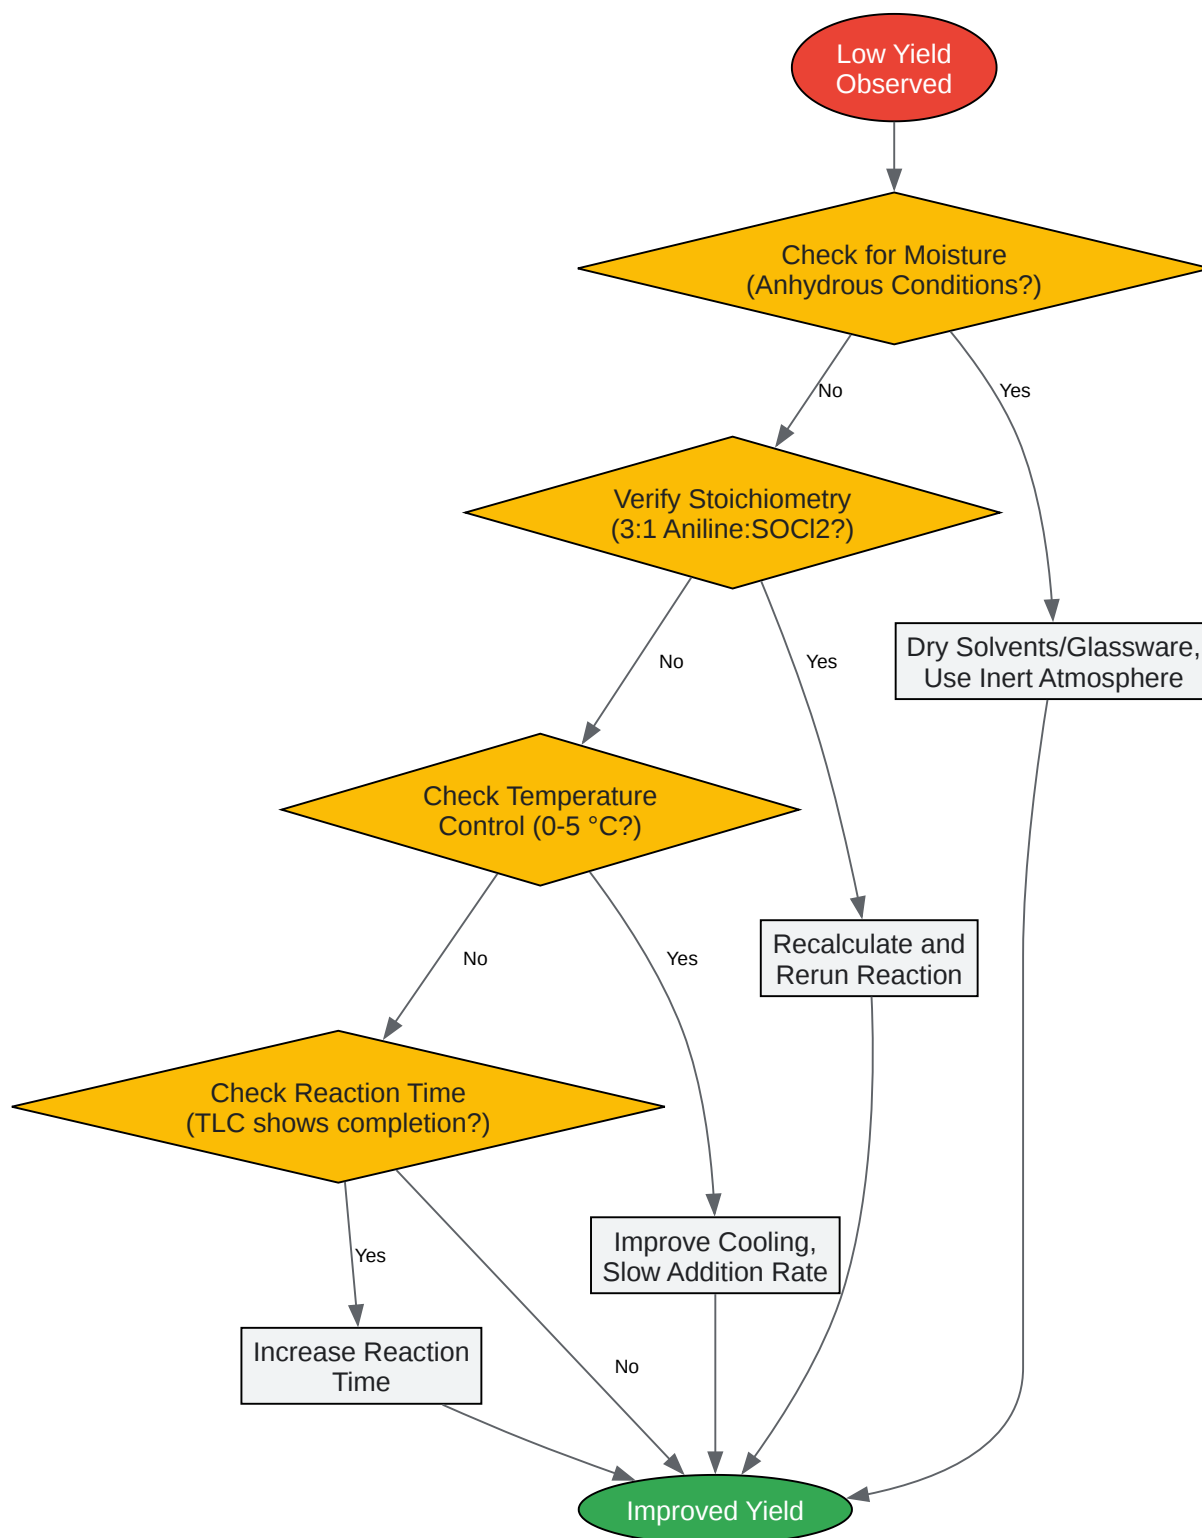 Low Yield
Observed
Check for Moisture
(Anhydrous Conditions?)
No
Yes
Verify Stoichiometry
(3:1 Aniline:SOCl2?)
No
Yes
Dry Solvents/Glassware,
Use Inert Atmosphere
Check Temperature
Control (0-5 °C?)
No
Yes
Recalculate and
Rerun Reaction
Check Reaction Time
(TLC shows completion?)
Yes
No
Improve Cooling,
Slow Addition Rate
Increase Reaction
Time
Improved Yield